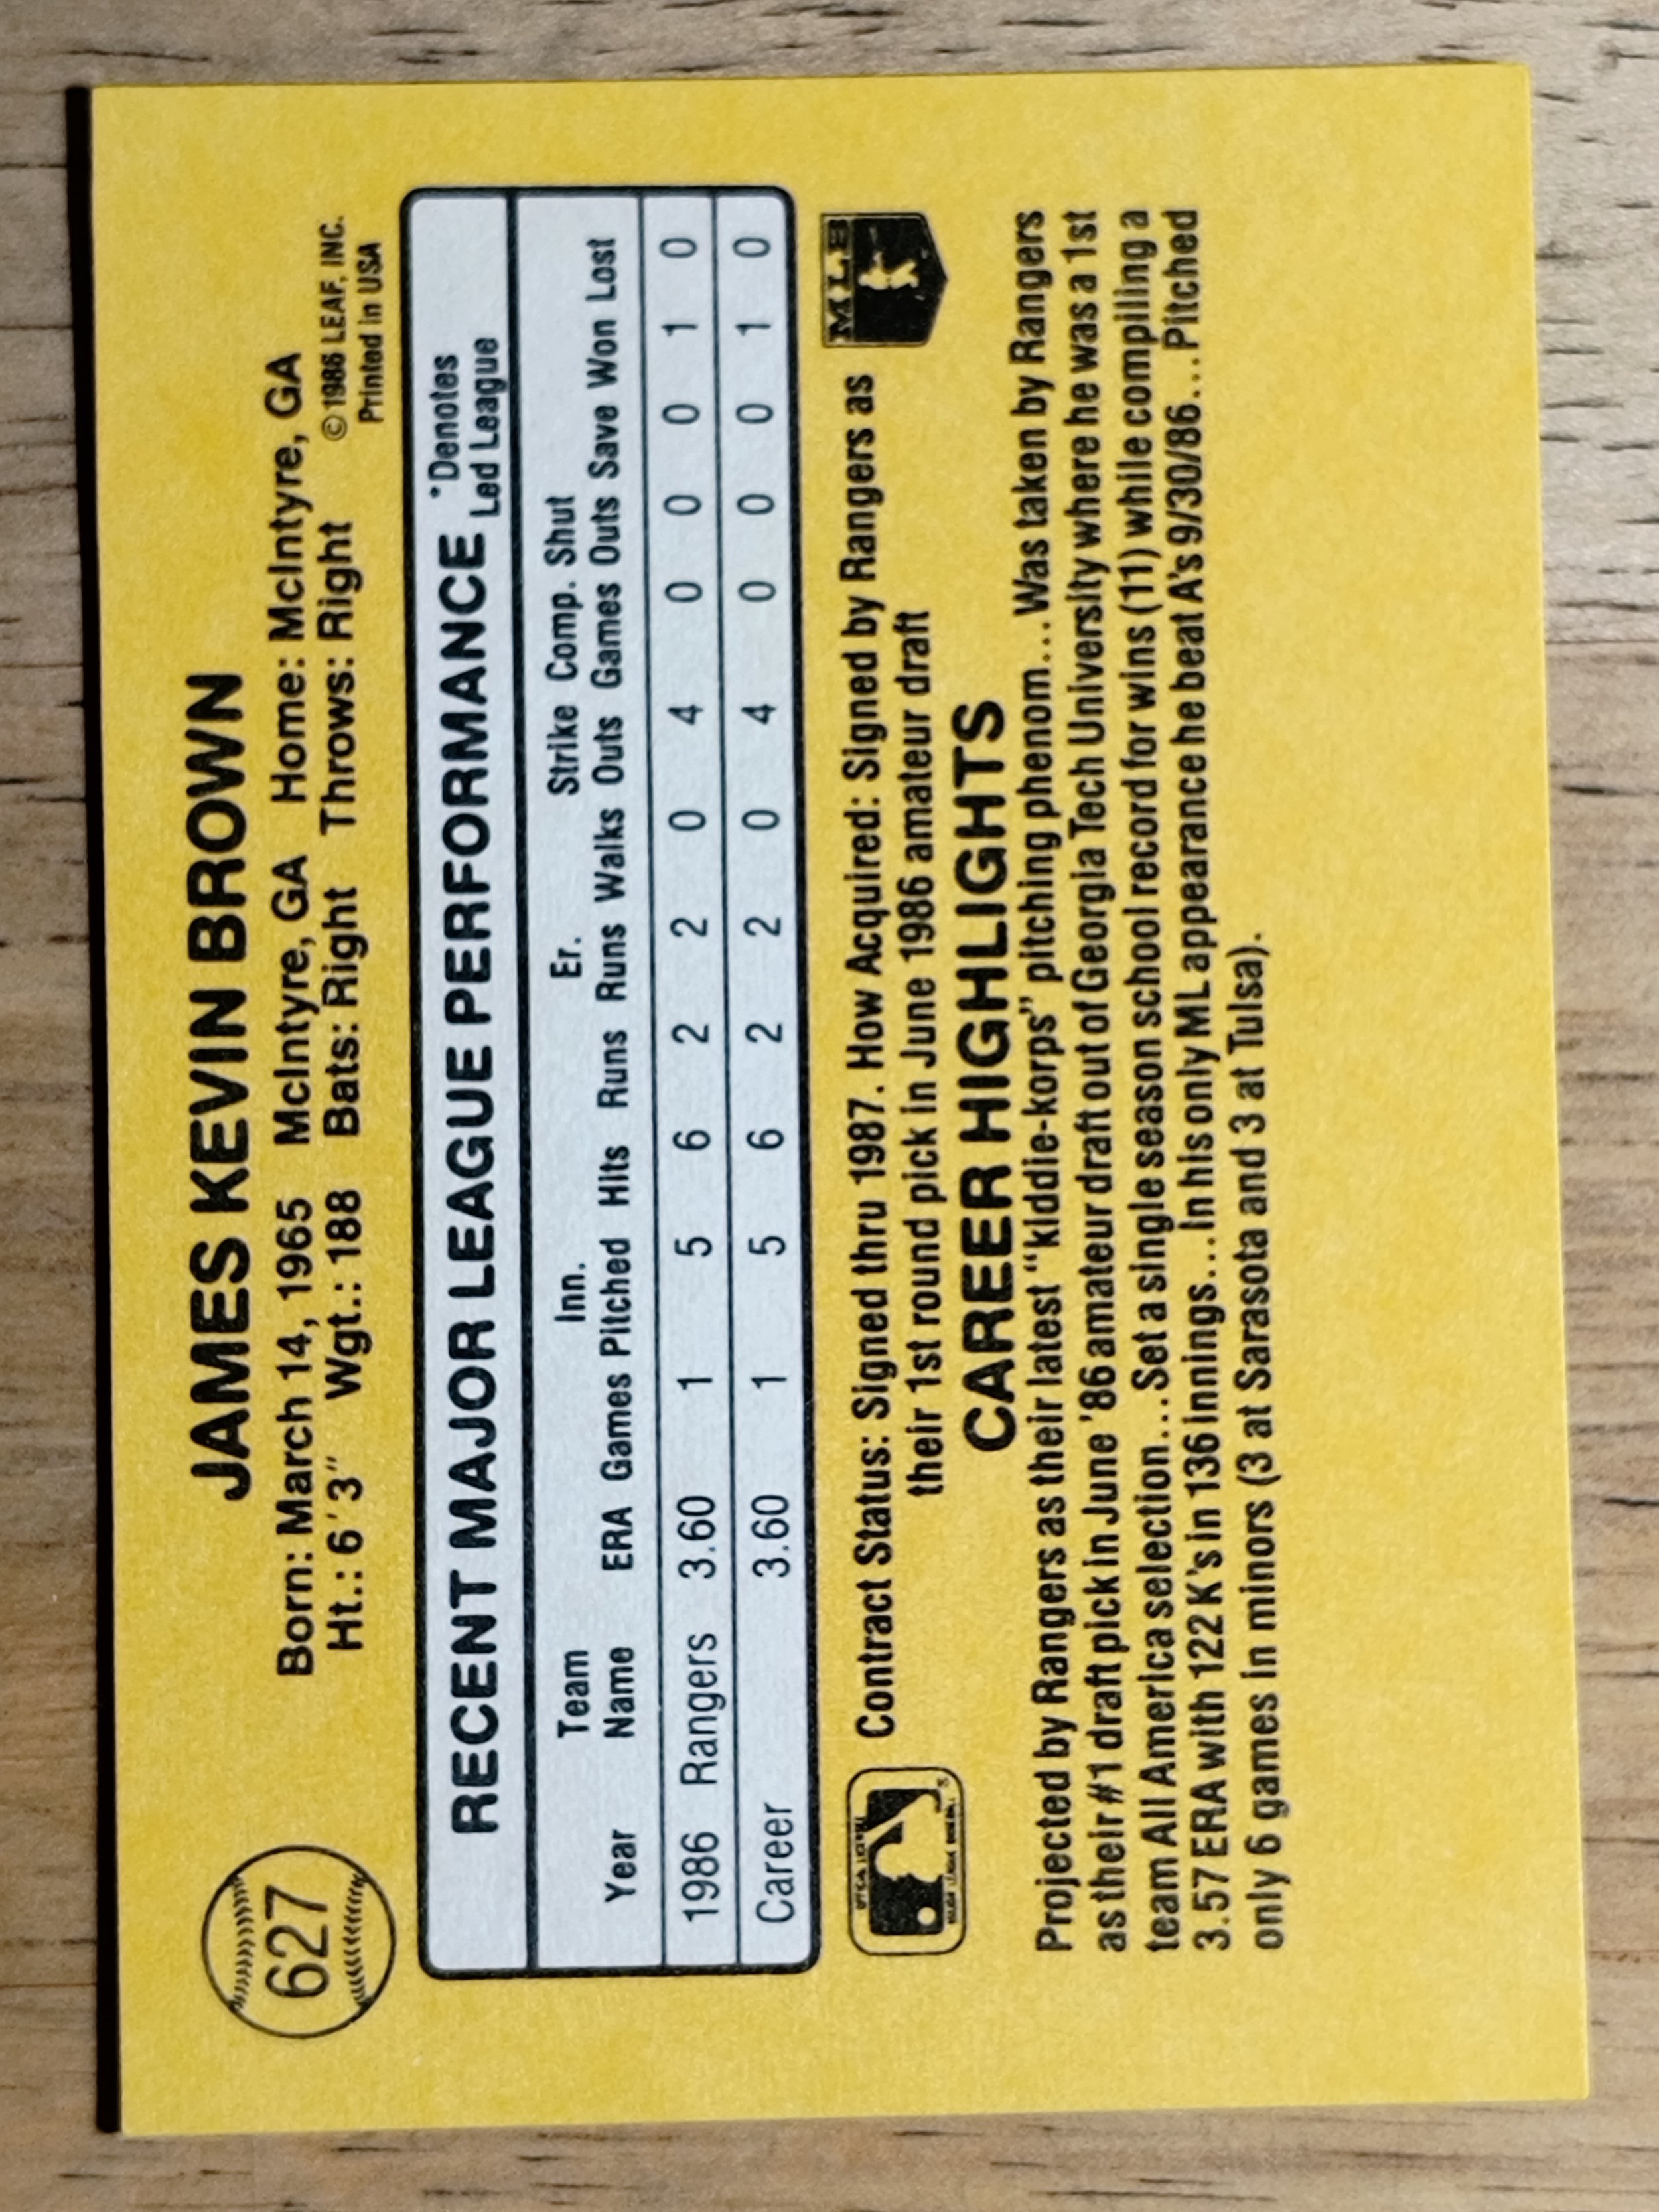 627
JAMES KEVIN BROWN
Born: March 14, 1965 McIntyre, GA Home: McIntyre, GA
Ht.: 6'3" Wgt.: 188 Bats: Right Throws: Right
© 1986 LEAF, INC.
Printed in USA
RECENT MAJOR LEAGUE PERFORMANCE *Denotes Led League
Team Inn. Er. Strike Comp. Shut
Year Name ERA Games Pitched Hits Runs Runs Walks Outs Games Outs Save Won Lost
1986 Rangers 3.60 1 5 6 2 2 0 4 0 0 0 1 0
Career 3.60 1 5 6 2 2 0 4 0 0 0 1 0
Contract Status: Signed thru 1987. How Acquired: Signed by Rangers as
their 1st round pick in June 1986 amateur draft
MLB
CAREER HIGHLIGHTS
Projected by Rangers as their latest "kiddie-korps" pitching phenom...Was taken by Rangers
as their #1 draft pick in June '86 amateur draft out of Georgia Tech University where he was a 1st
team All America selection...Set a single season school record for wins (11) while compiling a
3.57 ERA with 122 K's in 136 innings...In his only ML appearance he beat A's 9/30/86...Pitched
only 6 games in minors (3 at Sarasota and 3 at Tulsa).